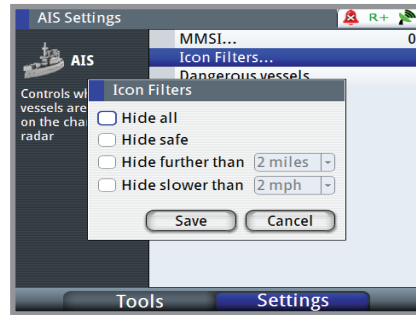 AIS Settings
R+
MMSI...
0
AIS
Icon Filters...
Dangerous vessels
Controls wh
vessels are
on the cha
radar
Icon Filters
Hide all
Hide safe
Hide further than 2 miles
Hide slower than 2 mph
Save Cancel
Tools Settings